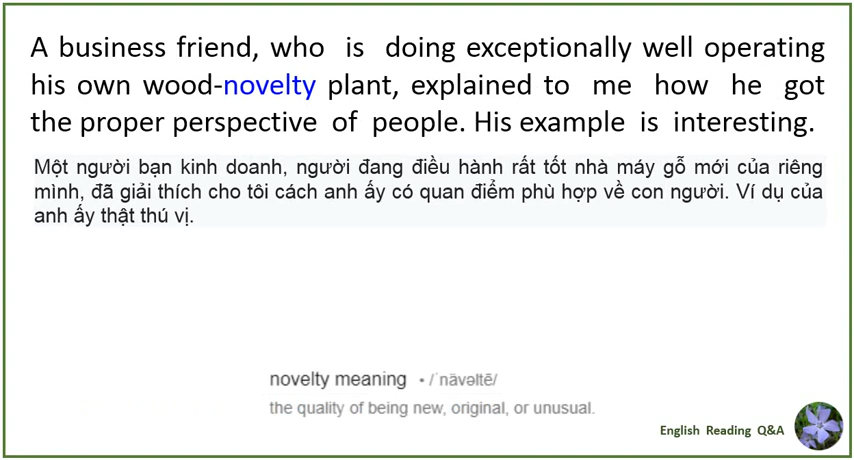 A business friend, who is doing exceptionally well operating
his own wood-novelty plant, explained to me how he got
the proper perspective of people. His example is interesting.
Một người bạn kinh doanh, người đang điều hành rất tốt nhà máy gỗ mới của riêng
mình, đã giải thích cho tôi cách anh ấy có quan điểm phù hợp về con người. Ví dụ của
anh ấy thật thú vị.
novelty meaning • /ˈnävəltē/
the quality of being new, original, or unusual.
English Reading Q&A